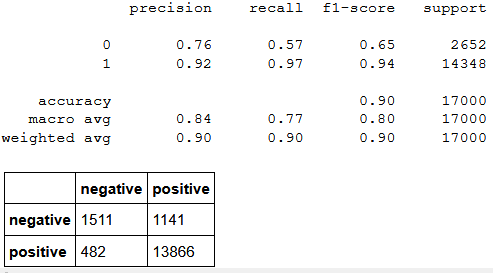 precision recall f1-score support
0 0.76 0.57 0.65 2652
1 0.92 0.97 0.94 14348
accuracy 0.90 17000
macro avg 0.84 0.77 0.80 17000
weighted avg 0.90 0.90 0.90 17000
negative positive
negative 1511 1141
positive 482 13866